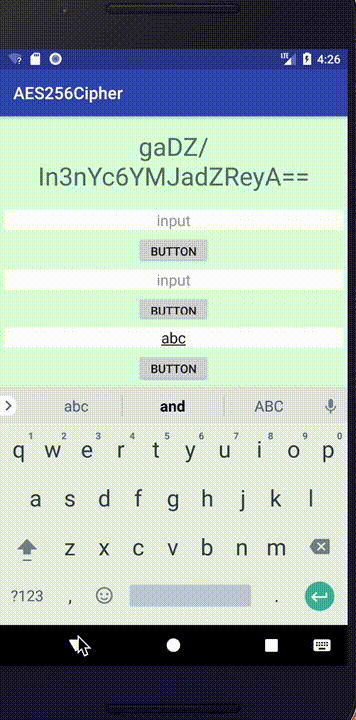 LTE 4:26
AES256Cipher
gaDZ/
In3nYc6YMJadZReyA==
input
BUTTON
input
BUTTON
abc
BUTTON
abc and ABC
1 2 3 4 5 6 7 8 9 0
q w e r t y u i o p
a s d f g h j k l
z x c v b n m
?123 , .